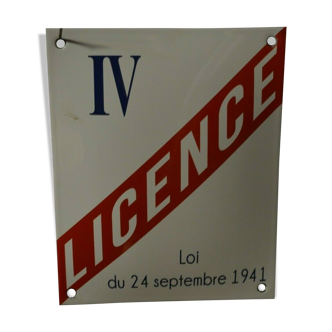 IV
LICENCE
Loi
du 24 septembre 1941